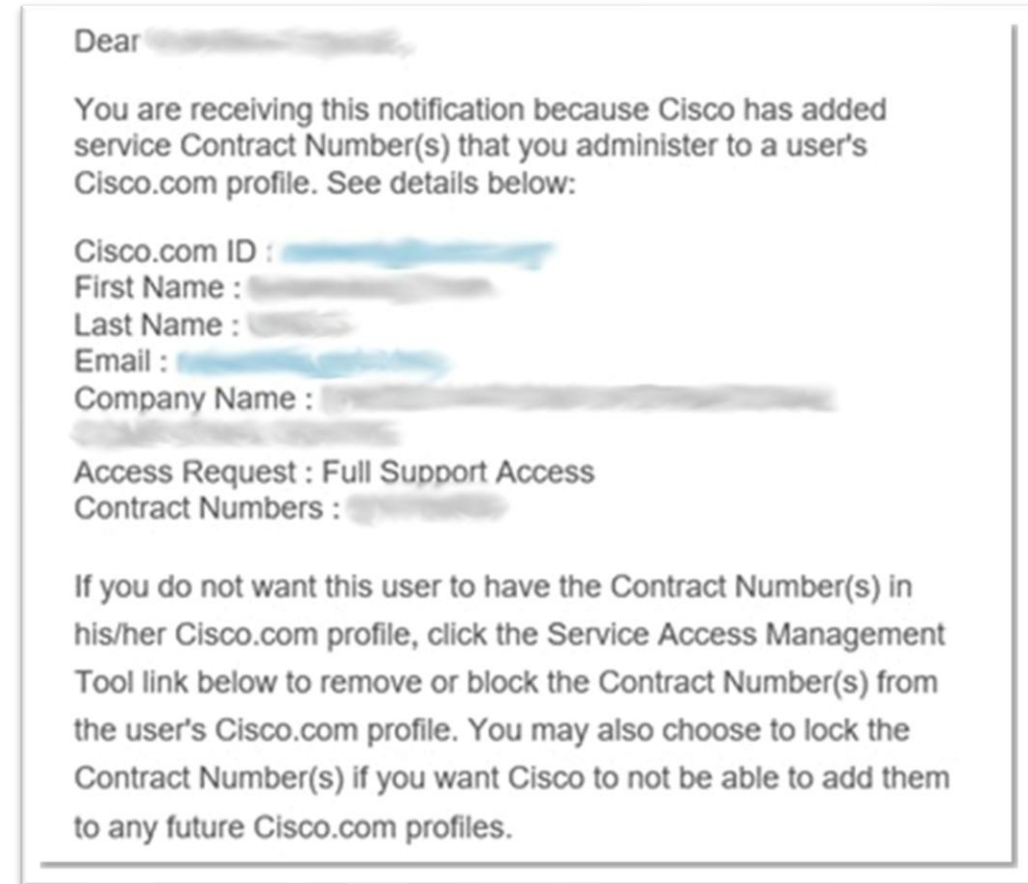 Dear
You are receiving this notification because Cisco has added
service Contract Number(s) that you administer to a user's
Cisco.com profile. See details below:
Cisco.com ID :
First Name :
Last Name :
Email :
Company Name :
Access Request : Full Support Access
Contract Numbers :
If you do not want this user to have the Contract Number(s) in
his/her Cisco.com profile, click the Service Access Management
Tool link below to remove or block the Contract Number(s) from
the user's Cisco.com profile. You may also choose to lock the
Contract Number(s) if you want Cisco to not be able to add them
to any future Cisco.com profiles.